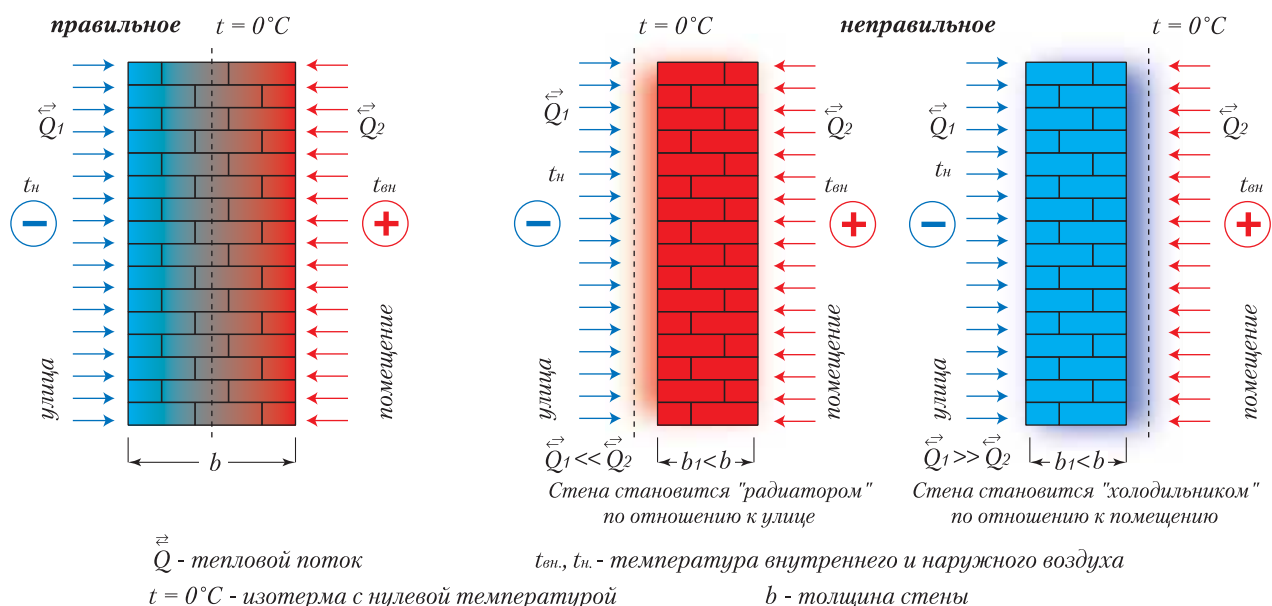 правильное
t = 0°C
t = 0°C
неправильное
t = 0°C
Q1
Q2
Q1
Q2
Q1
Q2
tн
tвн
tн
tвн
tн
tвн
−
+
−
+
−
+
улица
помещение
улица
помещение
улица
помещение
b
Q1<<Q2
b1<b
Q1>>Q2
b1<b
Стена становится "радиатором"
по отношению к улице
Стена становится "холодильником"
по отношению к помещению
Q - тепловой поток
tвн., tн. - температура внутреннего и наружного воздуха
t = 0°C - изотерма с нулевой температурой
b - толщина стены